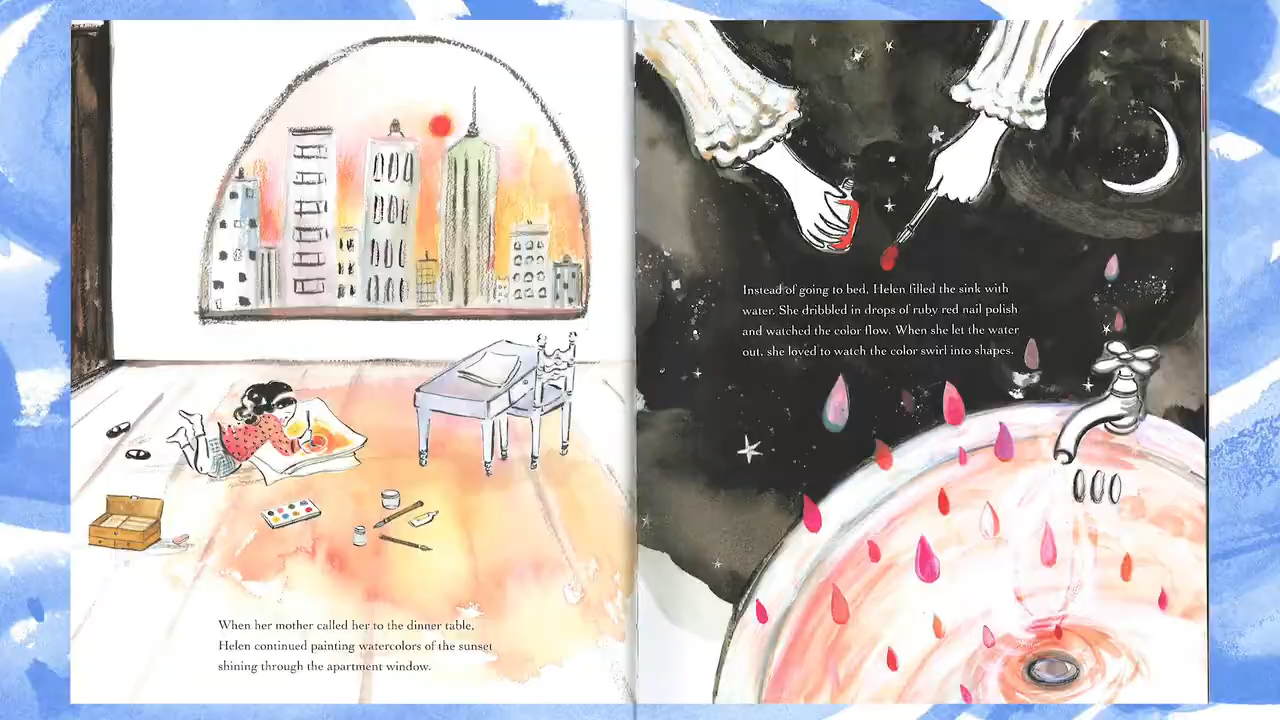 When her mother called her to the dinner table,
Helen continued painting watercolors of the sunset
shining through the apartment window.
Instead of going to bed, Helen filled the sink with
water. She dribbled in drops of ruby red nail polish
and watched the color flow. When she let the water
out, she loved to watch the color swirl into shapes.